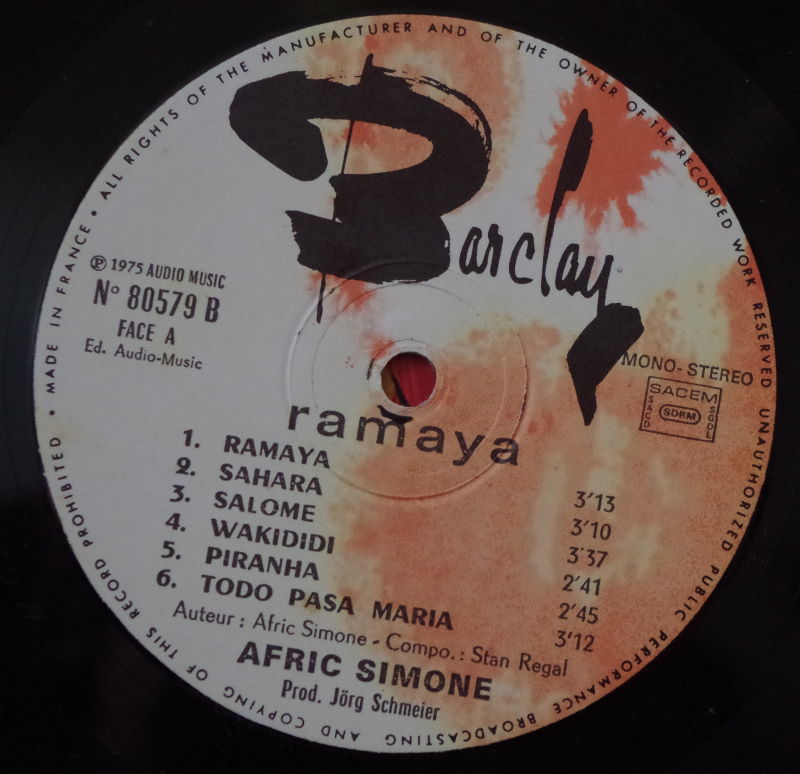 MADE IN FRANCE • ALL RIGHTS OF THE MANUFACTURER AND OF THE OWNER OF THE RECORDED WORK RESERVED UNAUTHORIZED PUBLIC PERFORMANCE BROADCASTING AND COPYING OF THIS RECORD PROHIBITED •
Barclay
℗ 1975 AUDIO MUSIC
N° 80579 B
FACE A
Ed. Audio-Music
MONO-STEREO
SACEM
SACD SDRM SGDL
ramaya
1. RAMAYA 3'13
2. SAHARA 3'10
3. SALOME 3'37
4. WAKIDIDI 2'41
5. PIRANHA 2'45
6. TODO PASA MARIA 3'12
Auteur : Afric Simone - Compo. : Stan Regal
AFRIC SIMONE
Prod. Jörg Schmeier